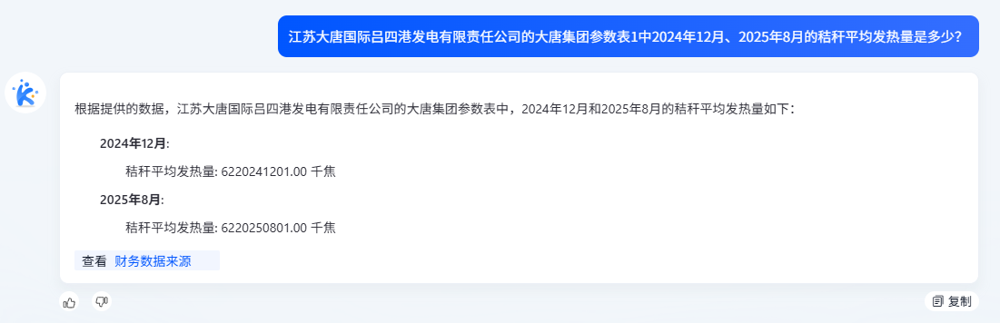 江苏大唐国际吕四港发电有限责任公司的大唐集团参数表1中2024年12月、2025年8月的秸秆平均发热量是多少？
根据提供的数据，江苏大唐国际吕四港发电有限责任公司的大唐集团参数表中，2024年12月和2025年8月的秸秆平均发热量如下：
2024年12月:
秸秆平均发热量: 6220241201.00 千焦
2025年8月:
秸秆平均发热量: 6220250801.00 千焦
查看 财务数据来源
复制